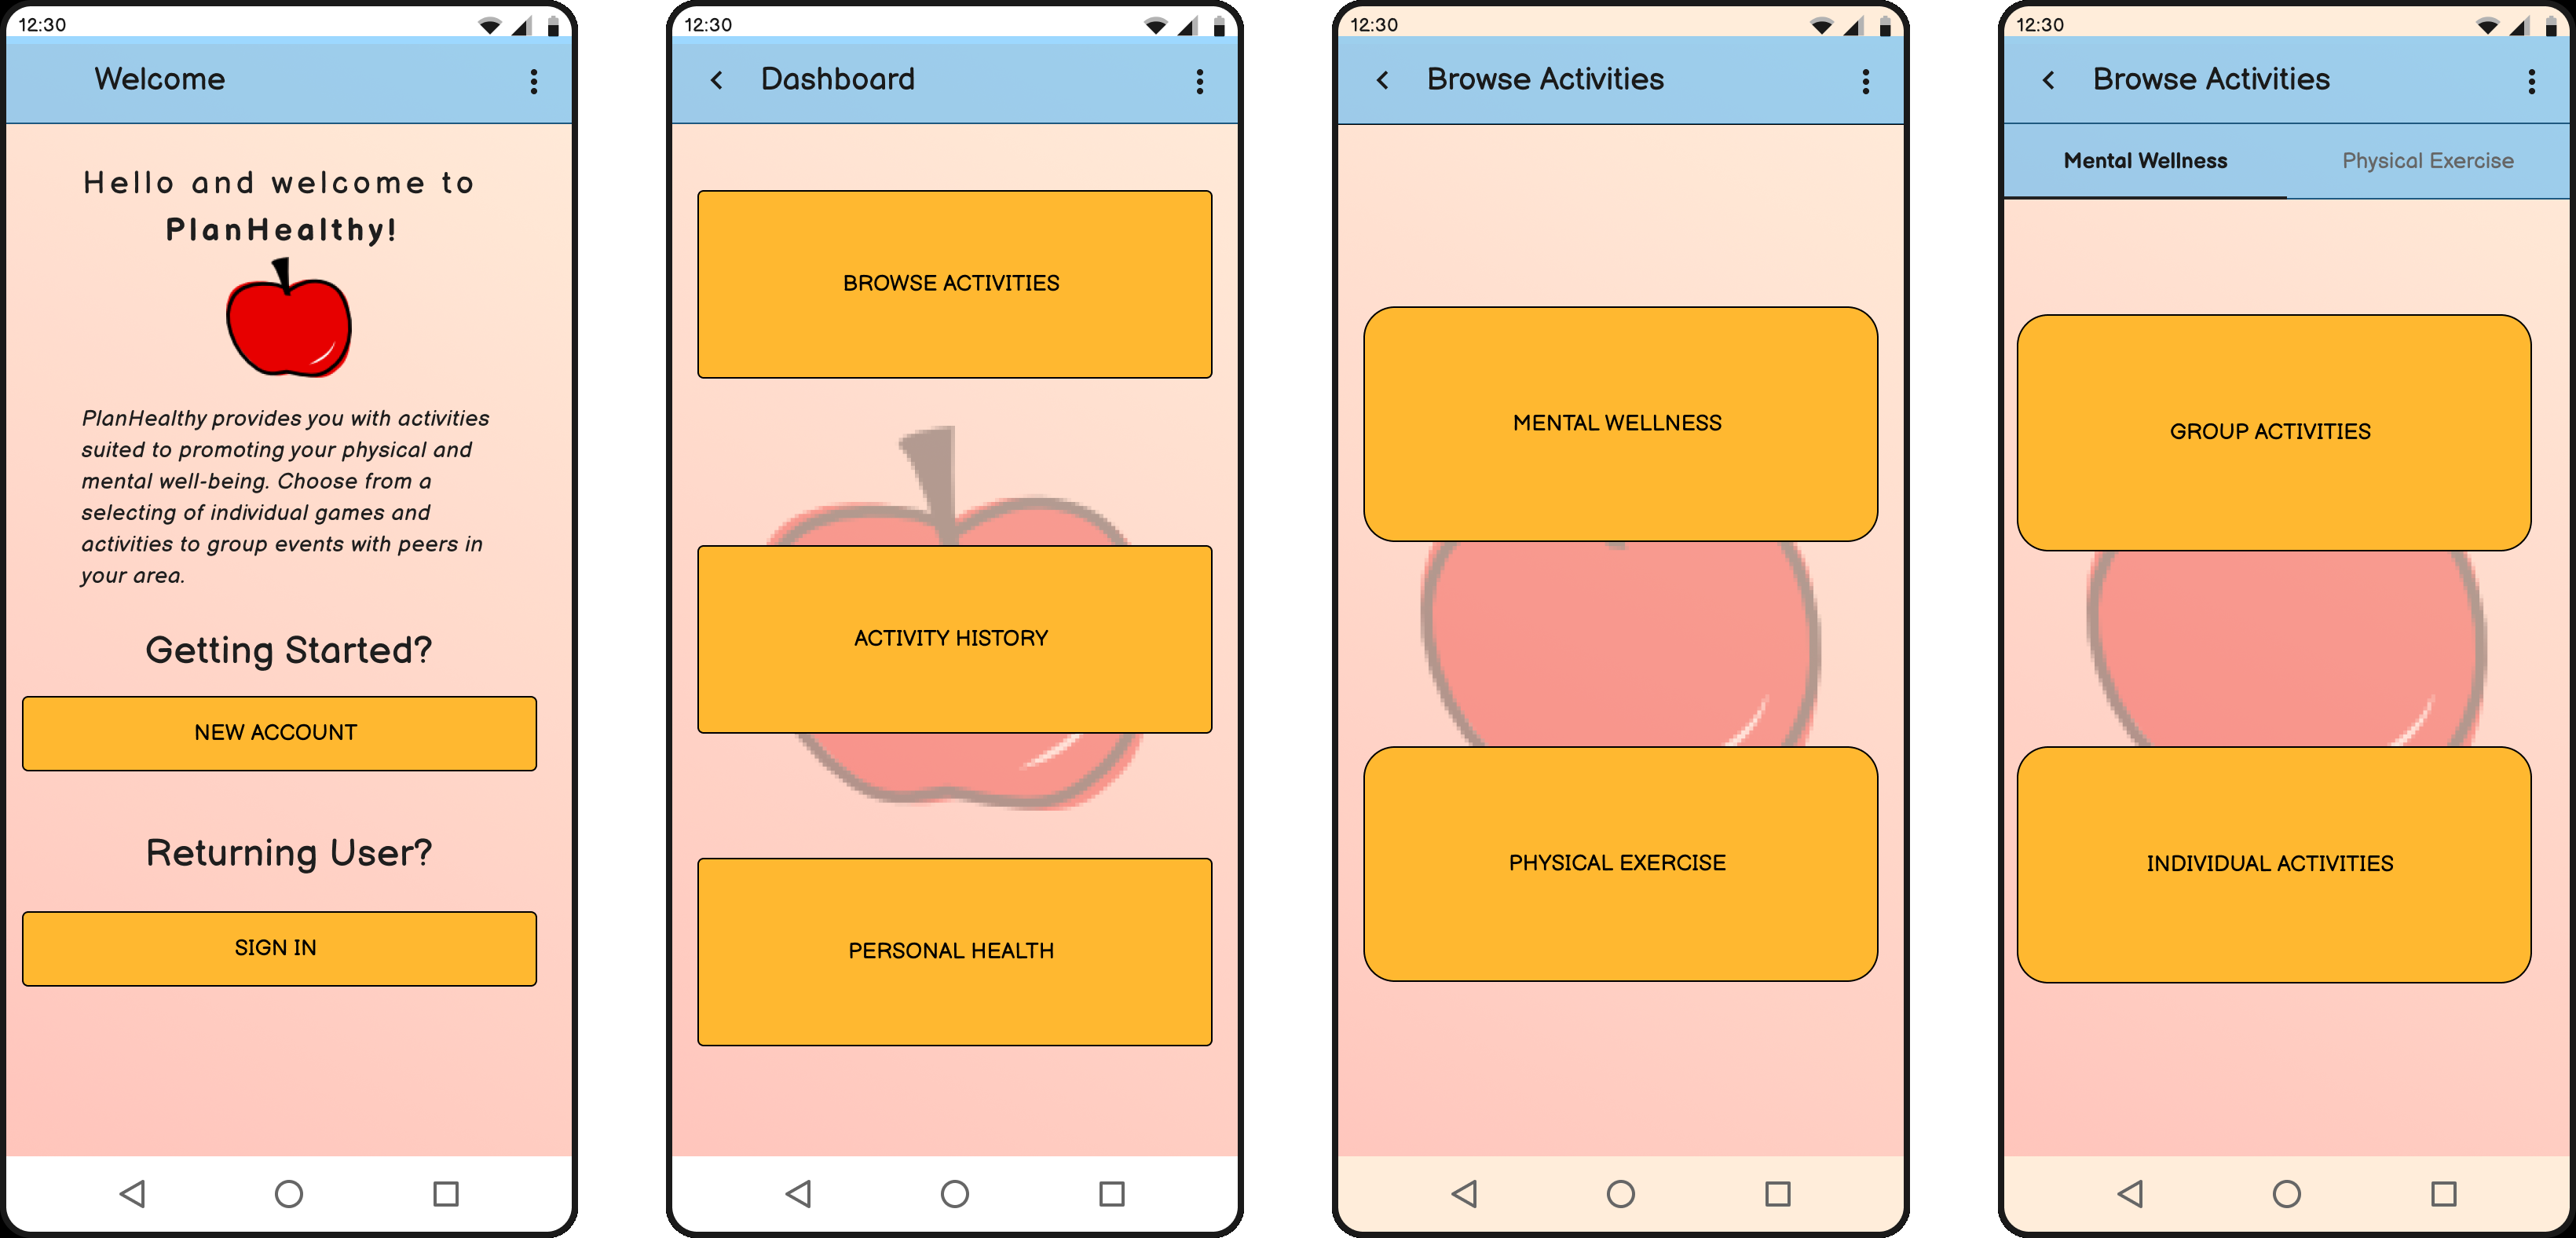 12:30
Welcome
Hello and welcome to
PlanHealthy!
PlanHealthy provides you with activities
suited to promoting your physical and
mental well-being. Choose from a
selecting of individual games and
activities to group events with peers in
your area.
Getting Started?
NEW ACCOUNT
Returning User?
SIGN IN
12:30
Dashboard
BROWSE ACTIVITIES
ACTIVITY HISTORY
PERSONAL HEALTH
12:30
Browse Activities
MENTAL WELLNESS
PHYSICAL EXERCISE
12:30
Browse Activities
Mental Wellness
Physical Exercise
GROUP ACTIVITIES
INDIVIDUAL ACTIVITIES